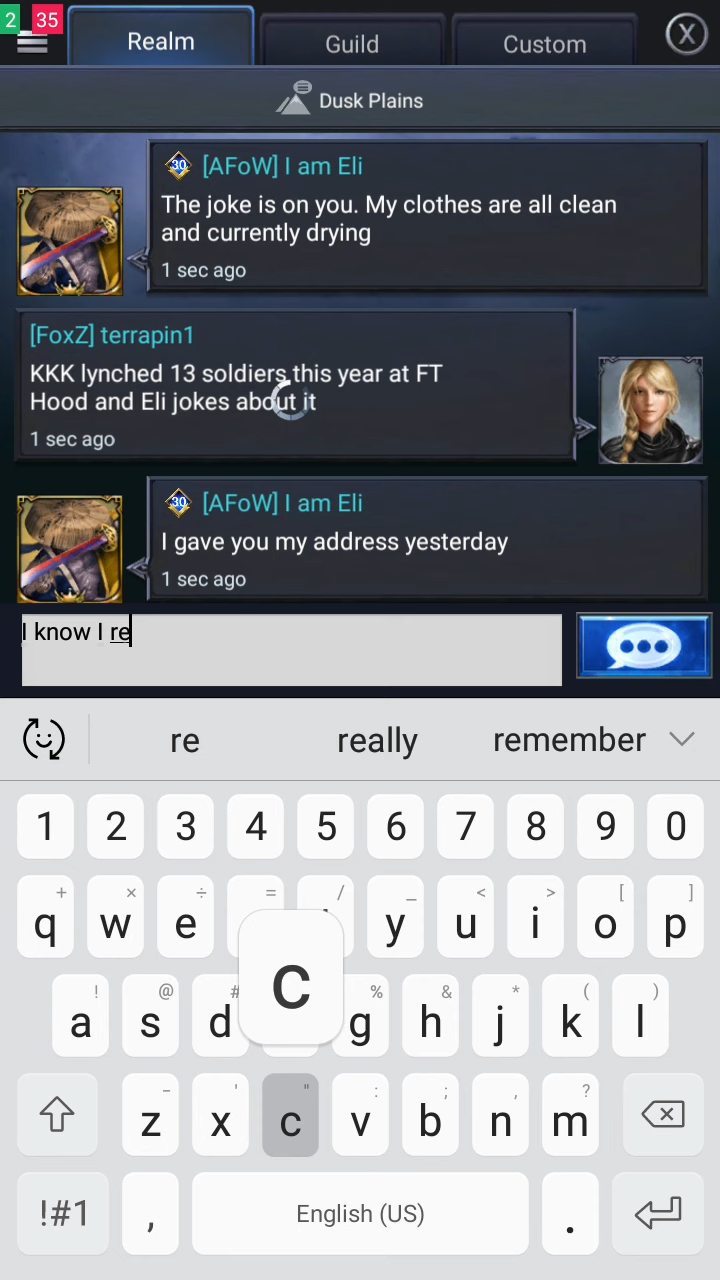 2 35
Realm Guild Custom X
Dusk Plains
30 [AFoW] I am Eli
The joke is on you. My clothes are all clean
and currently drying
1 sec ago
[FoxZ] terrapin1
KKK lynched 13 soldiers this year at FT
Hood and Eli jokes about it
1 sec ago
30 [AFoW] I am Eli
I gave you my address yesterday
1 sec ago
I know I re
re really remember
1 2 3 4 5 6 7 8 9 0
+ × ÷ = / _ < > [ ]
q w e y u i o p
! @ # % & * ( )
a s d c g h j k l
- ' " : ; , ?
z x c v b n m
!#1 , English (US) .